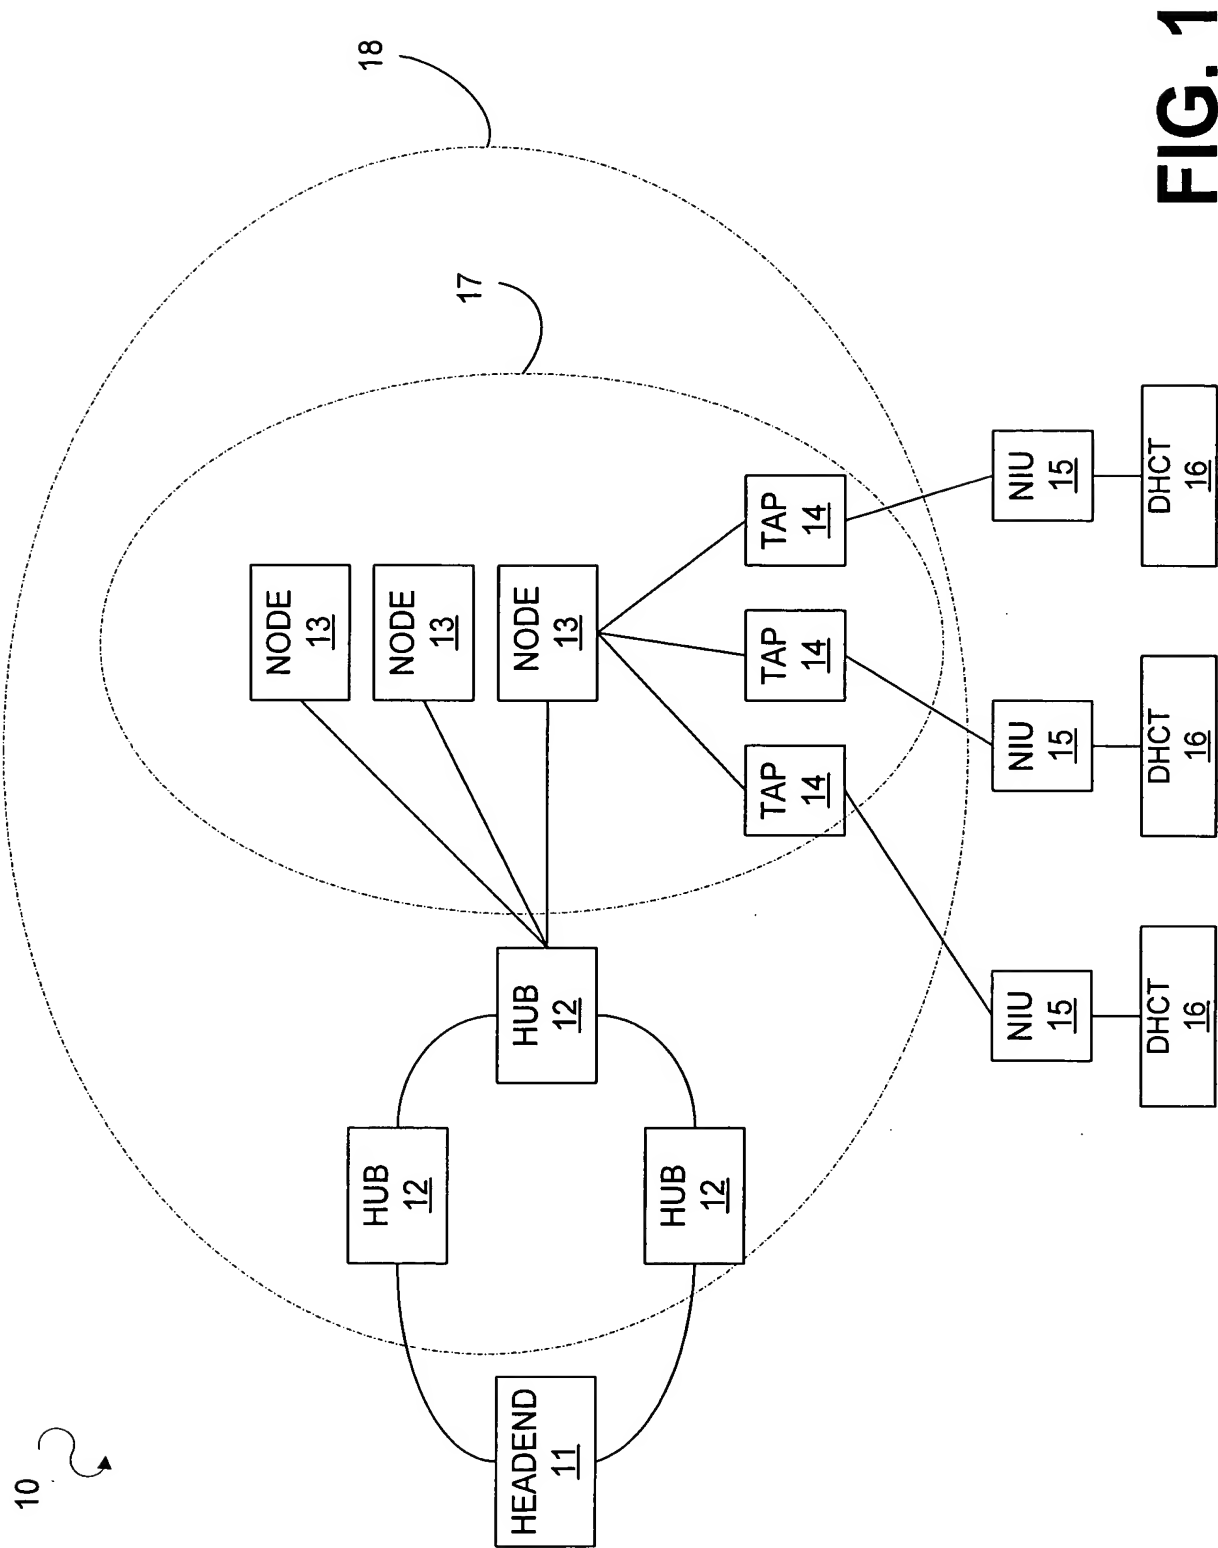 10
NODE
13
18
HUB
12
NODE
13
17
HEADEND
11
HUB
12
NODE
13
HUB
12
TAP
14
TAP
14
TAP
14
NIU
15
NIU
15
NIU
15
DHCT
16
DHCT
16
DHCT
16
FIG. 1